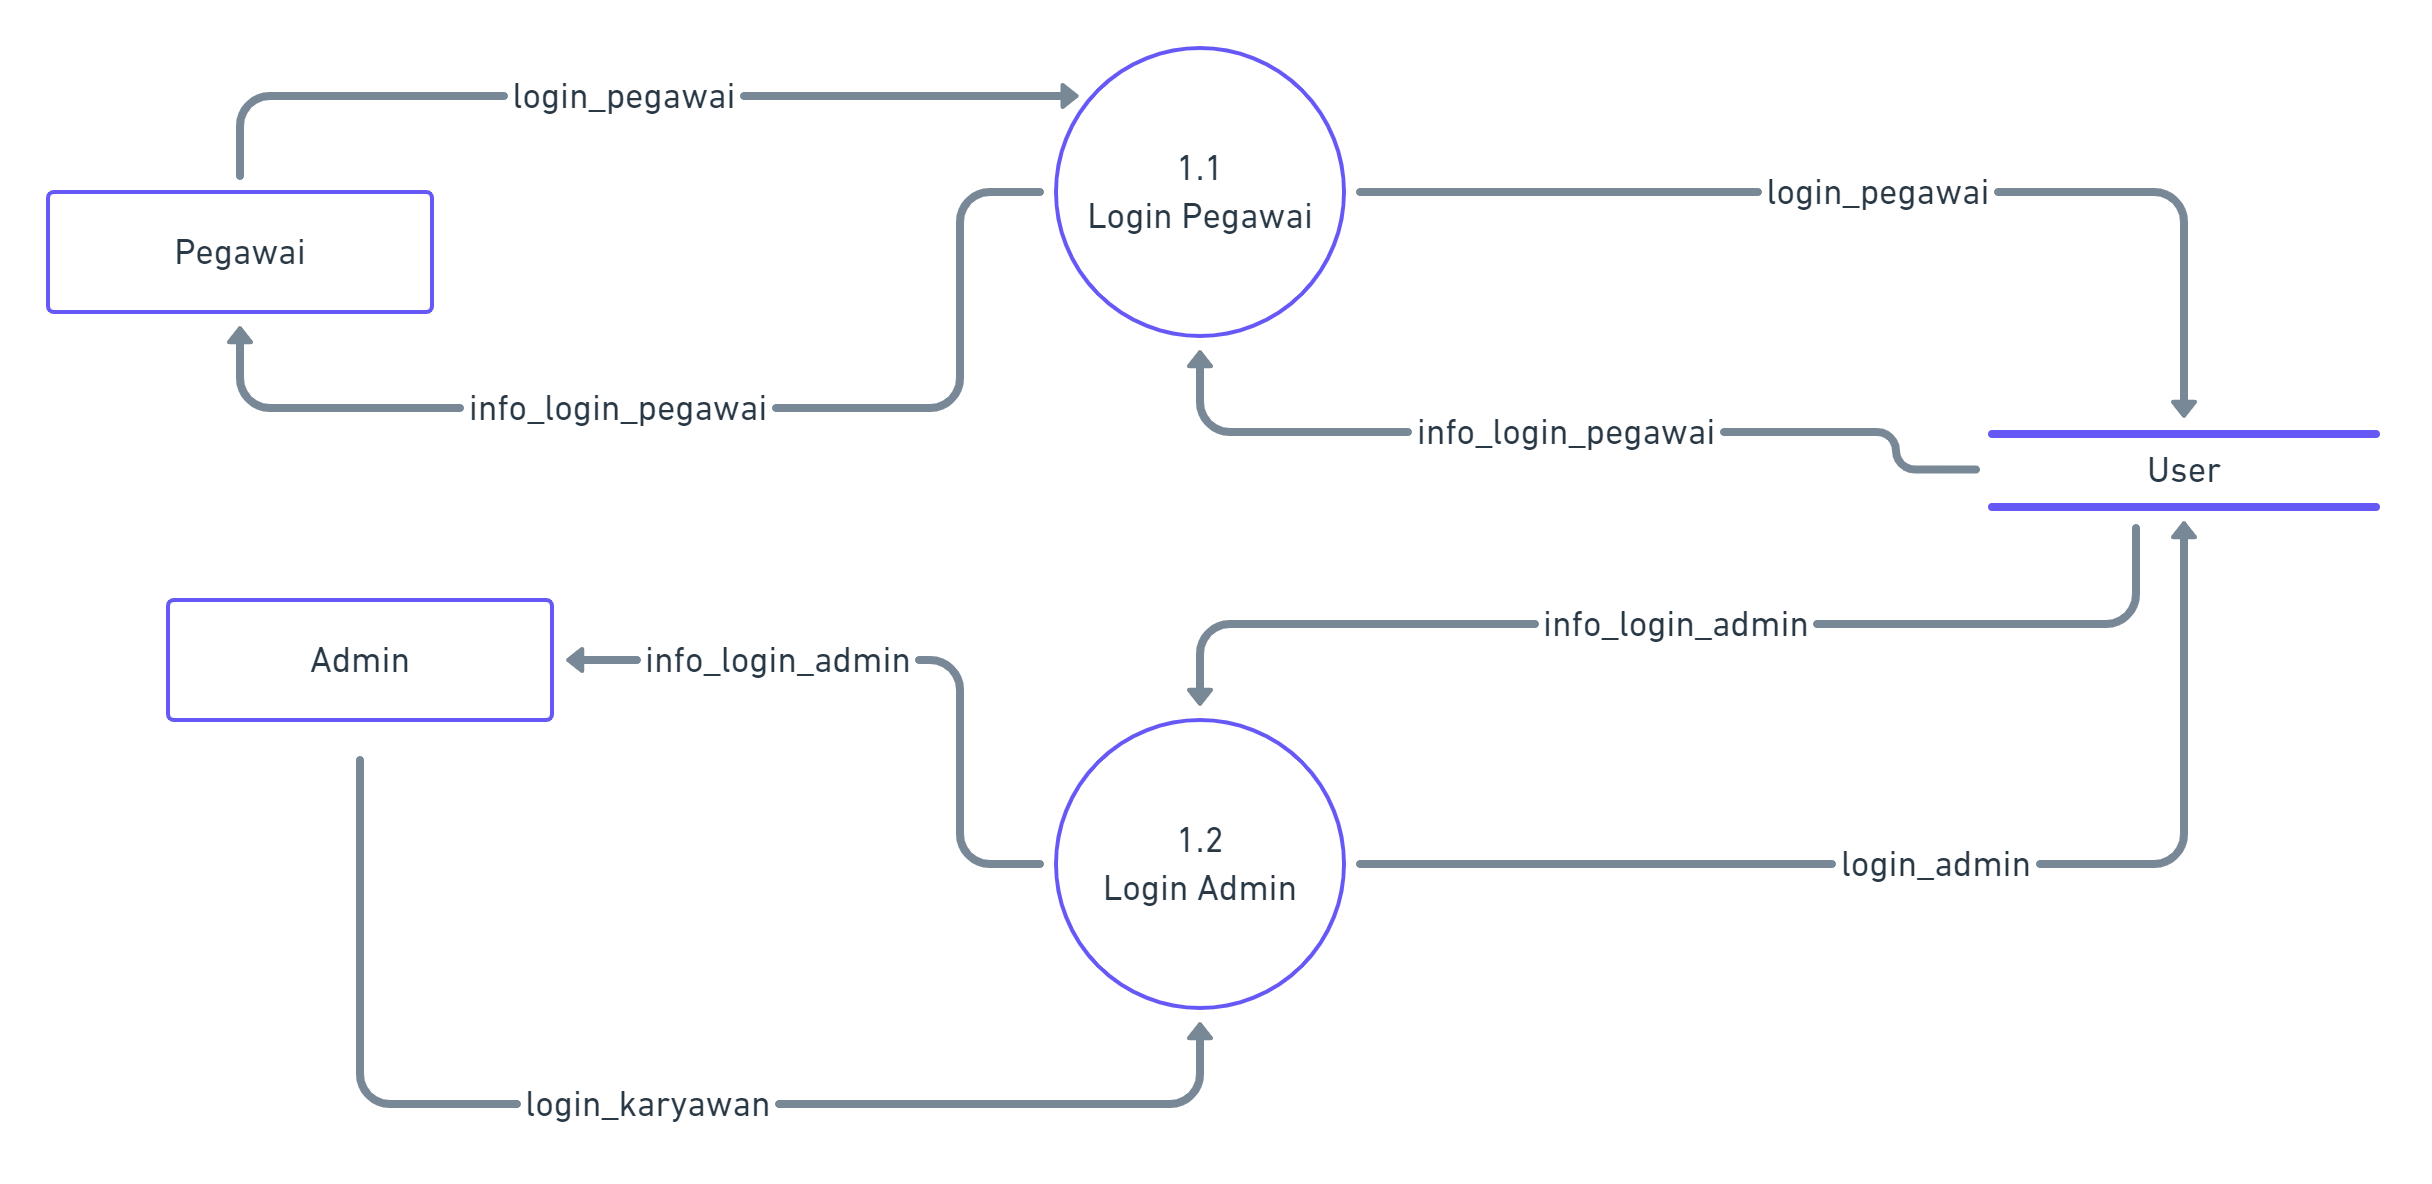 login_pegawai
1.1
Login Pegawai
login_pegawai
Pegawai
info_login_pegawai
info_login_pegawai
User
info_login_admin
Admin
info_login_admin
1.2
Login Admin
login_admin
login_karyawan